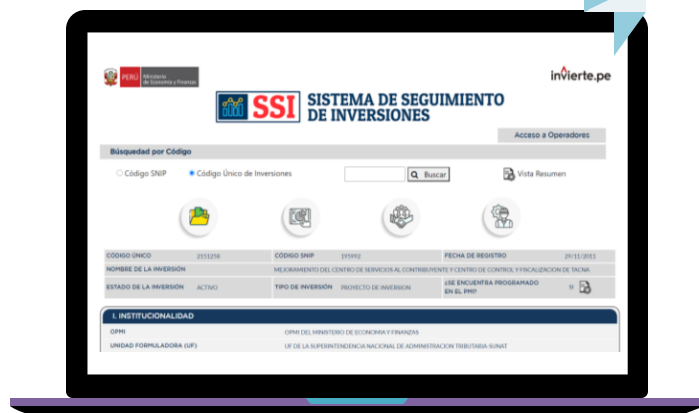 PERÚ Ministerio de Economía y Finanzas
invierte.pe
SSI SISTEMA DE SEGUIMIENTO DE INVERSIONES
Acceso a Operadores
Búsquedad por Código
Código SNIP Código Único de Inversiones Buscar Vista Resumen
CÓDIGO ÚNICO 2151258 CÓDIGO SNIP 195992 FECHA DE REGISTRO 29/11/2011
NOMBRE DE LA INVERSIÓN MEJORAMIENTO DEL CENTRO DE SERVICIOS AL CONTRIBUYENTE Y CENTRO DE CONTROL Y FISCALIZACION DE TACNA
ESTADO DE LA INVERSIÓN ACTIVO TIPO DE INVERSIÓN PROYECTO DE INVERSION ¿SE ENCUENTRA PROGRAMADO EN EL PMI? SI
I. INSTITUCIONALIDAD
OPMI OPMI DEL MINISTERIO DE ECONOMIA Y FINANZAS
UNIDAD FORMULADORA (UF) UF DE LA SUPERINTENDENCIA NACIONAL DE ADMINISTRACION TRIBUTARIA-SUNAT